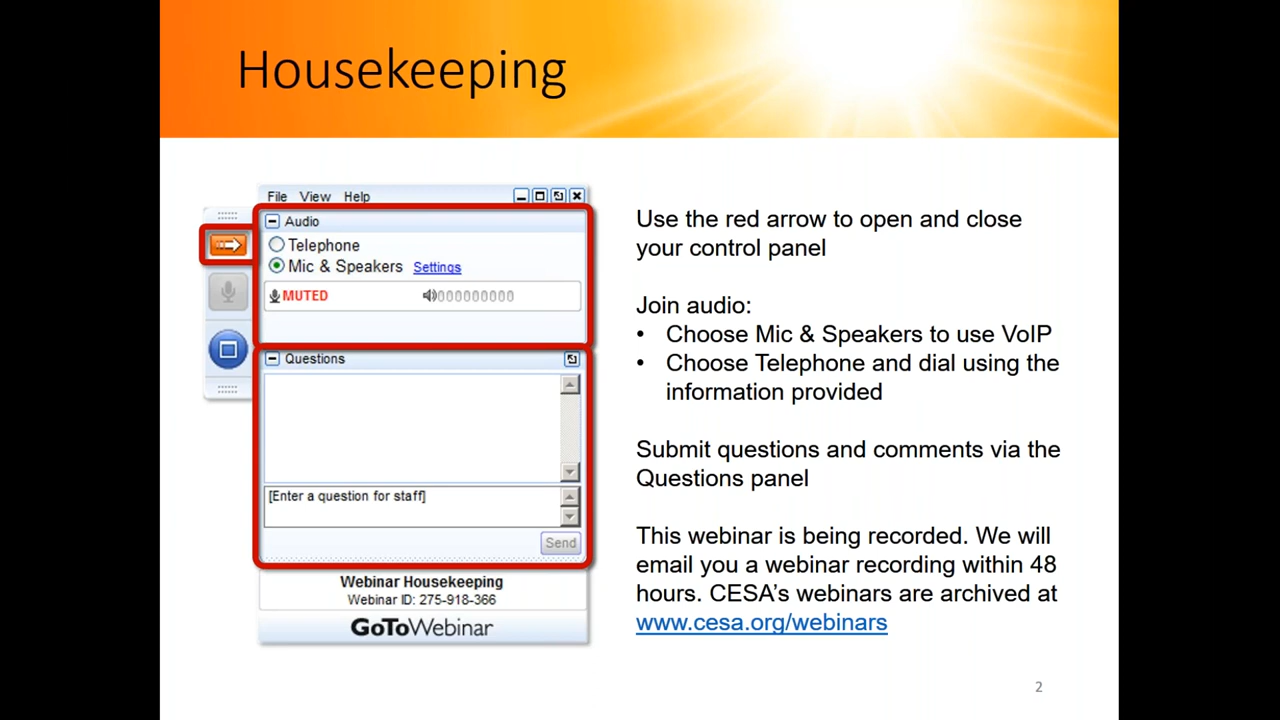 Housekeeping
File View Help
Audio
Telephone
Mic & Speakers Settings
MUTED 000000000
Questions
[Enter a question for staff]
Send
Webinar Housekeeping
Webinar ID: 275-918-366
GoToWebinar
Use the red arrow to open and close
your control panel
Join audio:
• Choose Mic & Speakers to use VoIP
• Choose Telephone and dial using the
information provided
Submit questions and comments via the
Questions panel
This webinar is being recorded. We will
email you a webinar recording within 48
hours. CESA's webinars are archived at
www.cesa.org/webinars
2